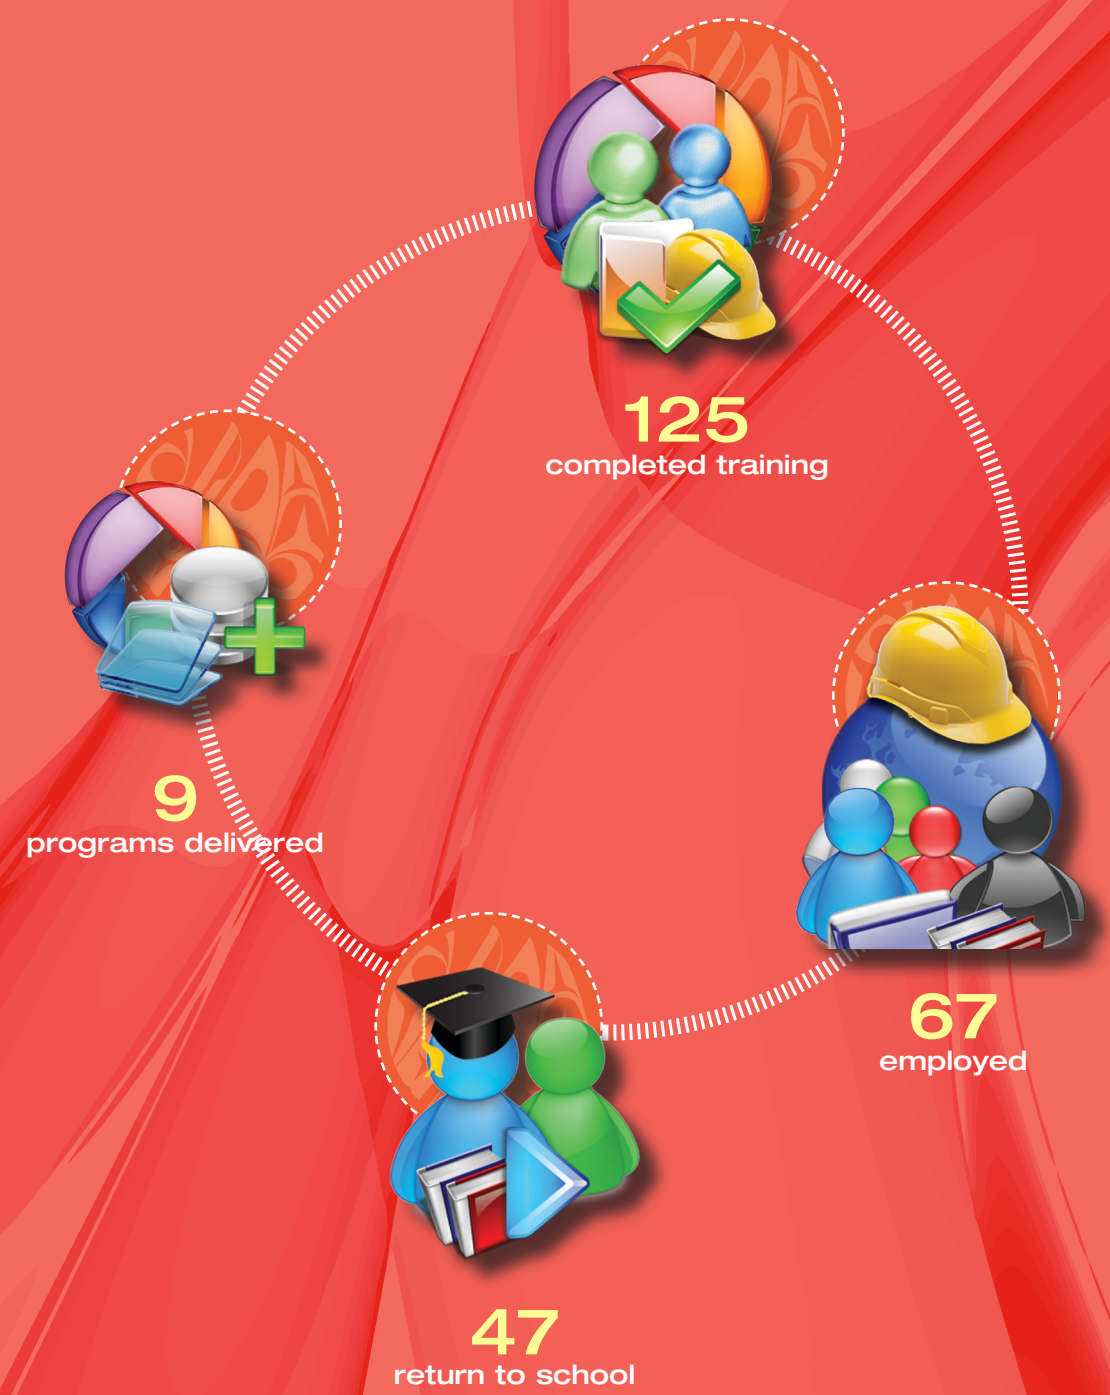 125
completed training
9
programs delivered
67
employed
47
return to school